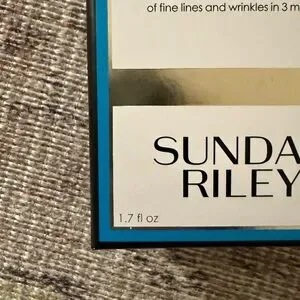 of fine lines and wrinkles in 3 m
SUNDA
RILEY
1.7 fl oz